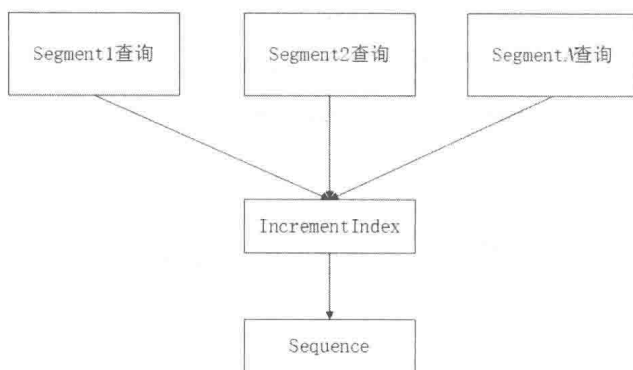 Segment1查询
Segment2查询
SegmentN查询
IncrementIndex
Sequence